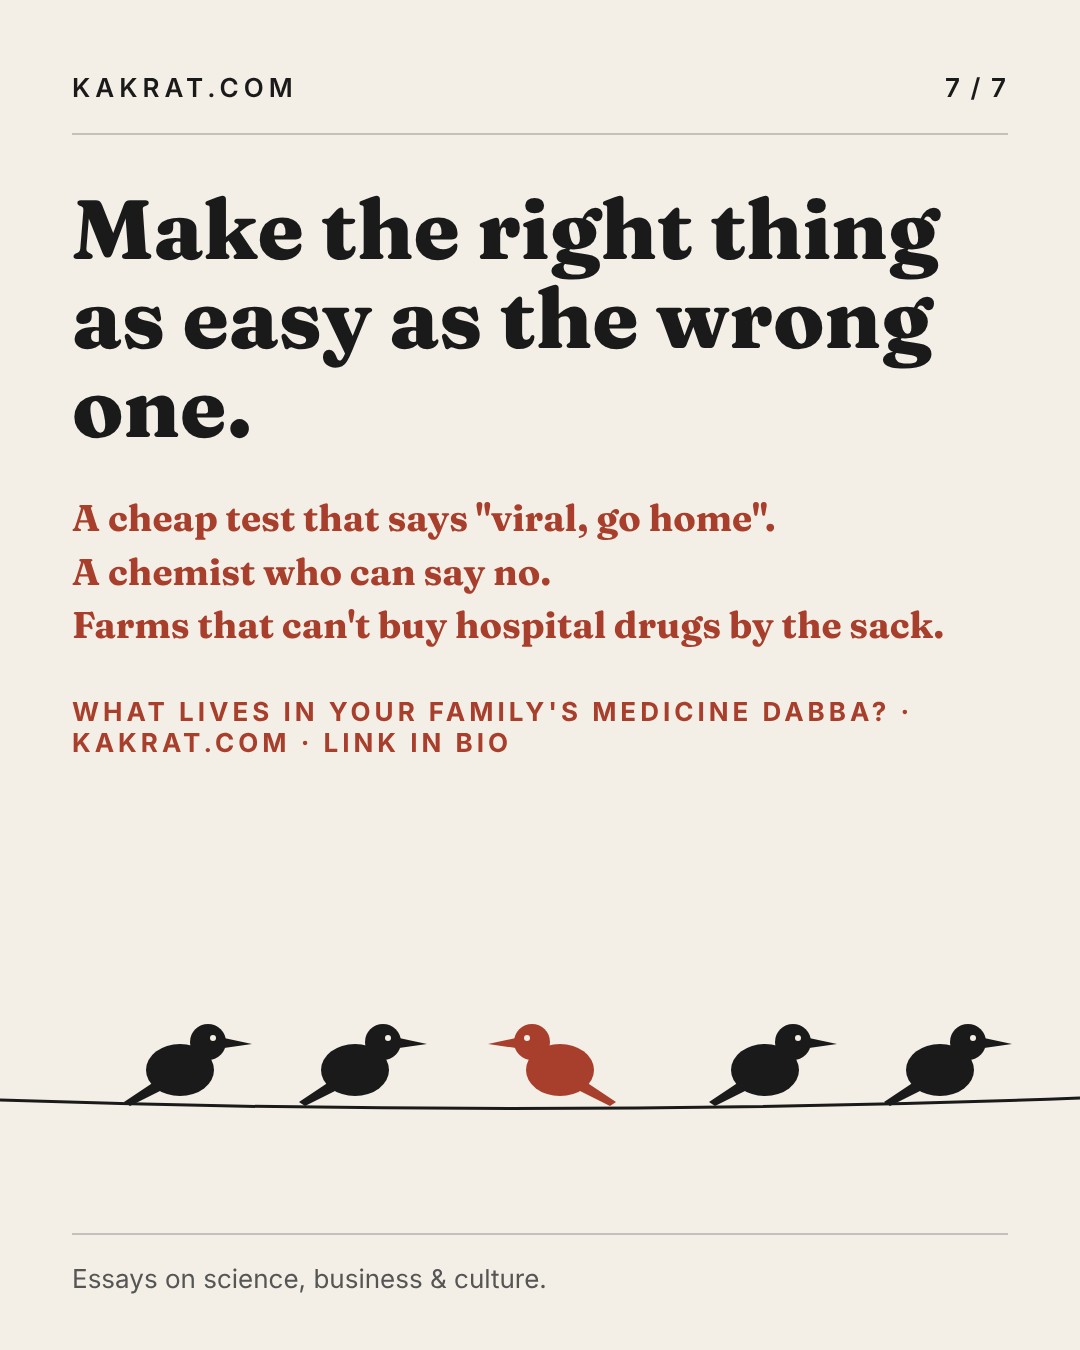 KAKRAT.COM
7 / 7
Make the right thing
as easy as the wrong
one.
A cheap test that says "viral, go home".
A chemist who can say no.
Farms that can't buy hospital drugs by the sack.
WHAT LIVES IN YOUR FAMILY'S MEDICINE DABBA? ·
KAKRAT.COM · LINK IN BIO
Essays on science, business & culture.